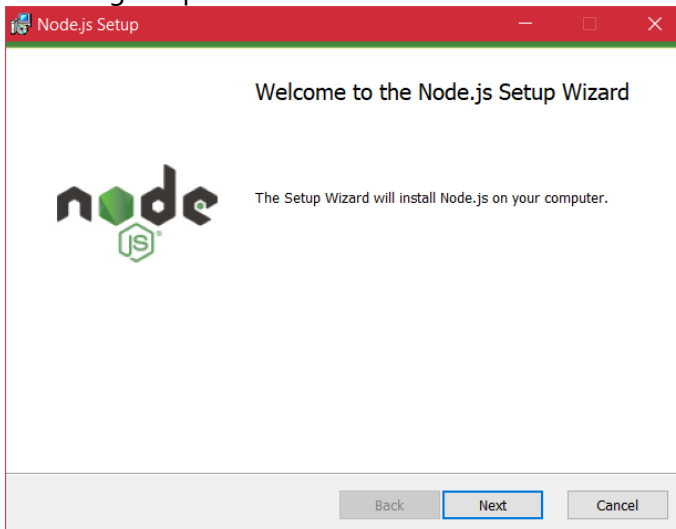 Node.js Setup
Welcome to the Node.js Setup Wizard
node
JS
The Setup Wizard will install Node.js on your computer.
Back
Next
Cancel